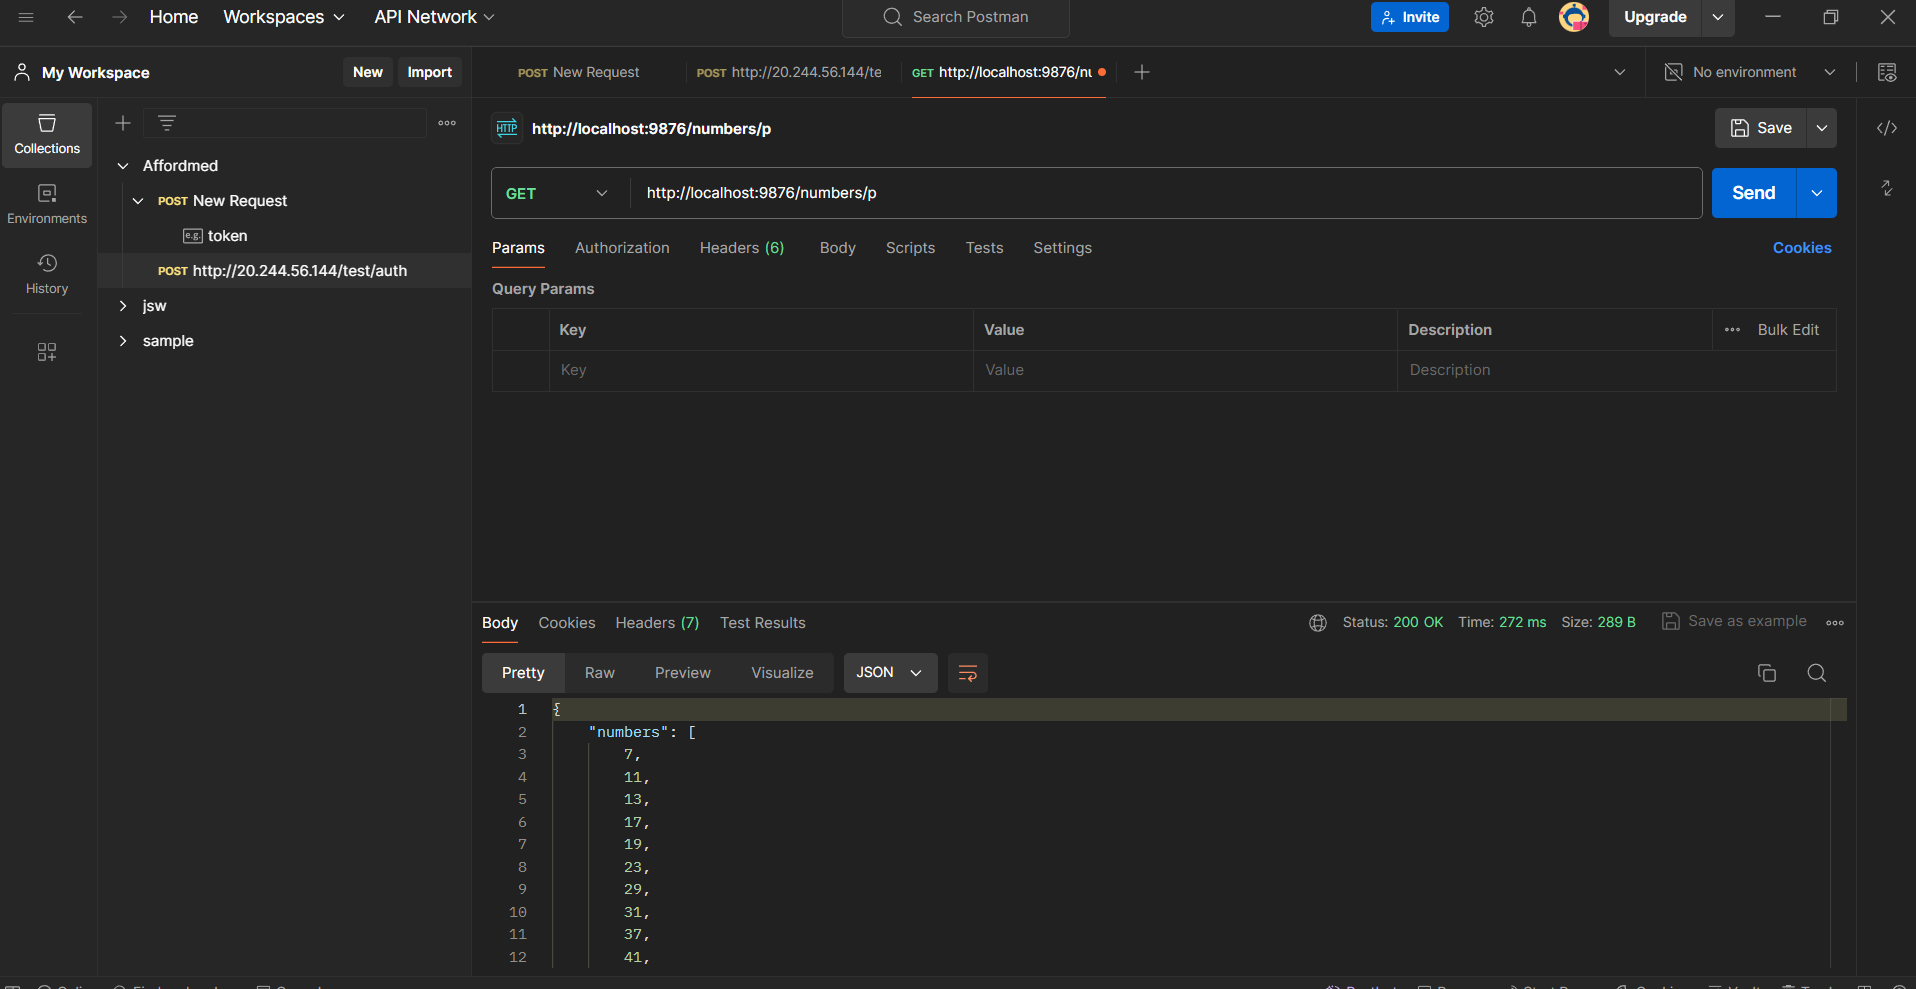 Home Workspaces API Network Search Postman Invite Upgrade
My Workspace New Import POST New Request POST http://20.244.56.144/te GET http://localhost:9876/nu No environment
Collections
Environments
History
Affordmed
POST New Request
e.g. token
POST http://20.244.56.144/test/auth
jsw
sample
HTTP http://localhost:9876/numbers/p Save
GET http://localhost:9876/numbers/p Send
Params Authorization Headers (6) Body Scripts Tests Settings Cookies
Query Params
Key Value Description Bulk Edit
Key Value Description
Body Cookies Headers (7) Test Results Status: 200 OK Time: 272 ms Size: 289 B Save as example
Pretty Raw Preview Visualize JSON
1 {
2 "numbers": [
3 7,
4 11,
5 13,
6 17,
7 19,
8 23,
9 29,
10 31,
11 37,
12 41,